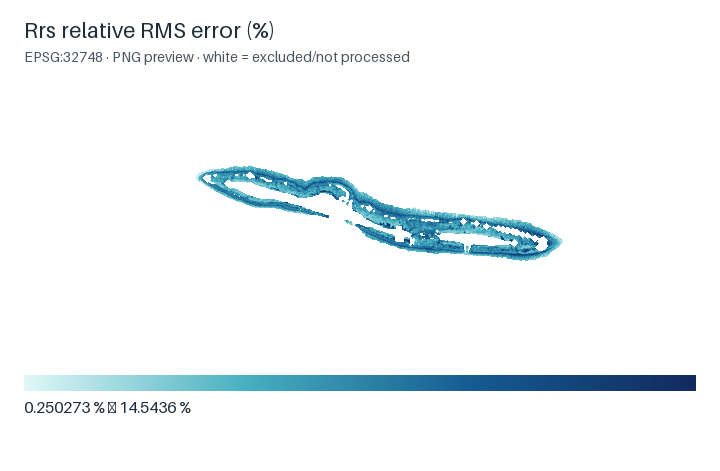 Rrs relative RMS error (%)
EPSG:32748 · PNG preview · white = excluded/not processed
0.250273 % 14.5436 %